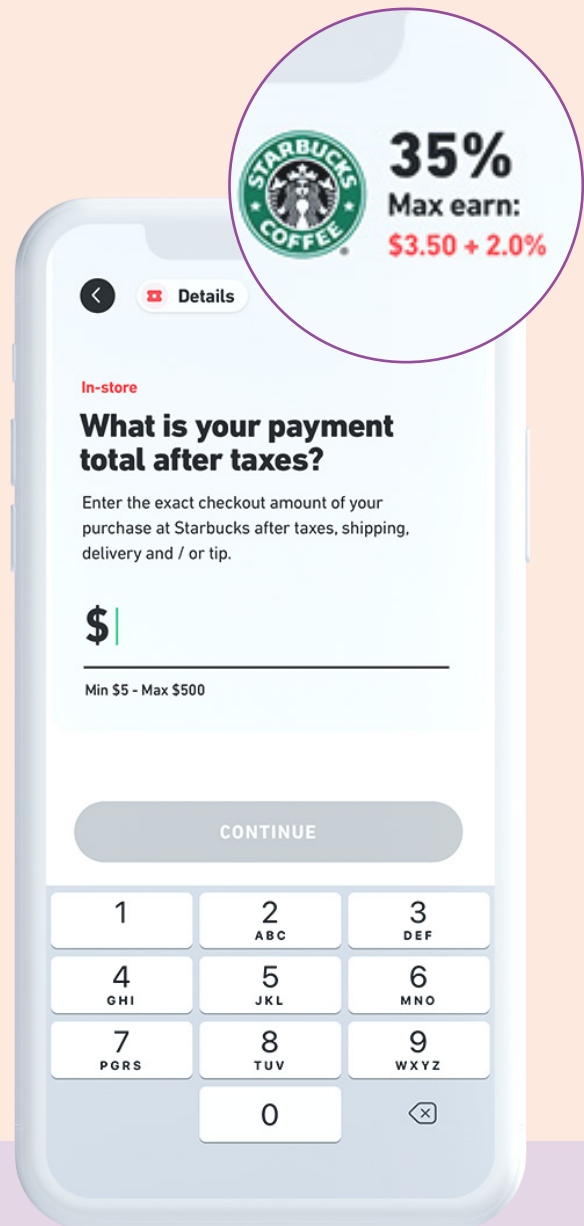 STARBUCKS
COFFEE
35%
Max earn:
$3.50 + 2.0%
Details
In-store
What is your payment
total after taxes?
Enter the exact checkout amount of your
purchase at Starbucks after taxes, shipping,
delivery and / or tip.
$
Min $5 - Max $500
CONTINUE
1 2 3
ABC DEF
4 5 6
GHI JKL MNO
7 8 9
PGRS TUV WXYZ
0